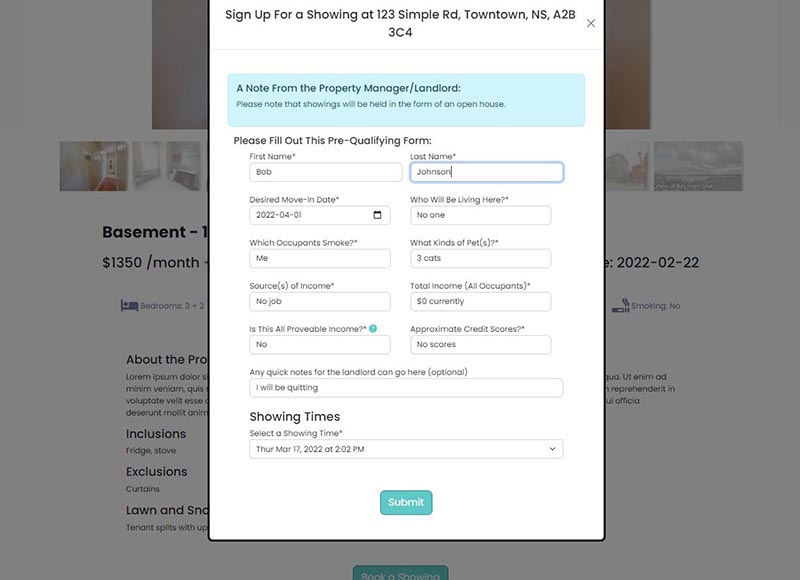 Sign Up For a Showing at 123 Simple Rd, Towntown, NS, A2B
3C4
A Note From the Property Manager/Landlord:
Please note that showings will be held in the form of an open house.
Please Fill Out This Pre-Qualifying Form:
First Name*
Last Name*
Bob
Johnson
Desired Move-In Date*
Who Will Be Living Here?*
2022-04-01
No one
Which Occupants Smoke?*
What Kinds of Pet(s)?*
Me
3 cats
Source(s) of Income*
Total Income (All Occupants)*
No job
$0 currently
Is This All Proveable Income?* ?
Approximate Credit Scores?*
No
No scores
Any quick notes for the landlord can go here (optional)
I will be quitting
Showing Times
Select a Showing Time*
Thur Mar 17, 2022 at 2:02 PM
Submit
View of Bay From Unit
Basement - 1
$1350 /month
: 2022-02-22
Bedrooms: 3 + 2
Smoking: No
About the Pro
Lorem ipsum dolor si
qua. Ut enim ad
minim veniam, quis
reprehenderit in
voluptate velit esse
ui officia
deserunt mollit anim
Inclusions
Fridge, stove
Exclusions
Curtains
Lawn and Sno
Tenant splits with up
Book a Showing